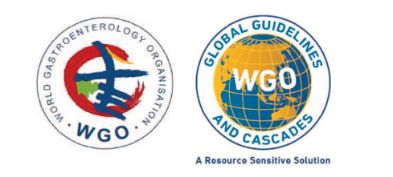 WORLD GASTROENTEROLOGY ORGANISATION
· WGO ·
GLOBAL GUIDELINES
WGO
AND CASCADES
A Resource Sensitive Solution